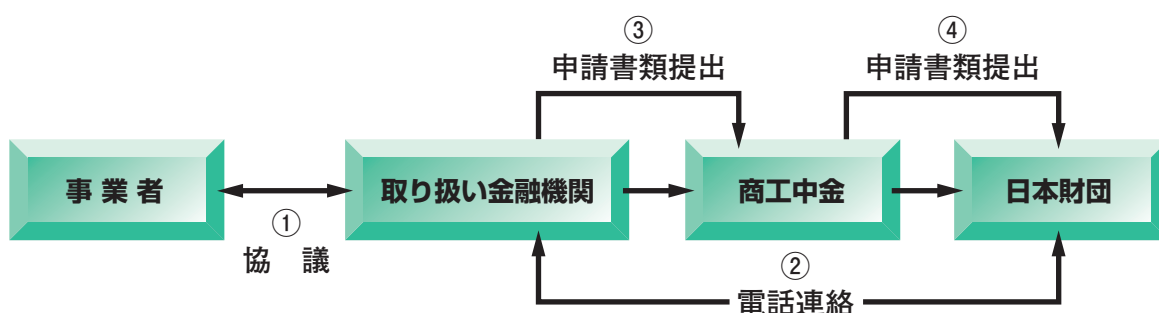 ③
申請書類提出
④
申請書類提出
事業者
取り扱い金融機関
商工中金
日本財団
①
協　議
②
電話連絡